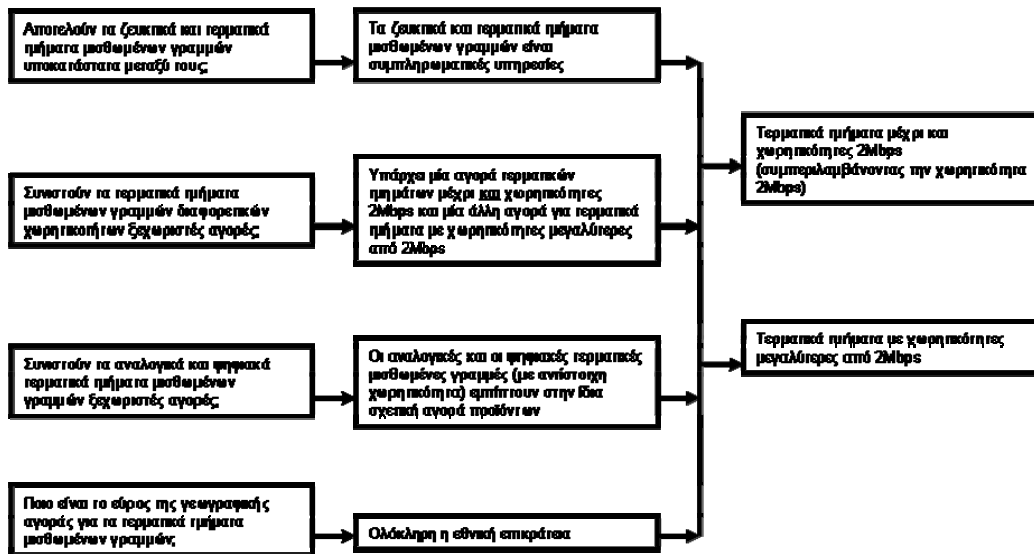 Αποτελούν τα ζευκτικά και τερματικά
τμήματα μισθωμένων γραμμών
υποκατάστατα μεταξύ τους;
Τα ζευκτικά και τερματικά τμήματα
μισθωμένων γραμμών είναι
συμπληρωματικές υπηρεσίες
Συνιστούν τα τερματικά τμήματα
μισθωμένων γραμμών διαφορετικών
χωρητικοτήτων ξεχωριστές αγορές;
Υπάρχει μία αγορά τερματικών
τμημάτων μέχρι και χωρητικότητες
2Mbps και μία άλλη αγορά για τερματικά
τμήματα με χωρητικότητες μεγαλύτερες
από 2Mbps
Συνιστούν τα αναλογικά και ψηφιακά
τερματικά τμήματα μισθωμένων
γραμμών ξεχωριστές αγορές;
Οι αναλογικές και οι ψηφιακές τερματικές
μισθωμένες γραμμές (με αντίστοιχη
χωρητικότητα) εμπίπτουν στην ίδια
σχετική αγορά προϊόντων
Ποιο είναι το εύρος της γεωγραφικής
αγοράς για τα τερματικά τμήματα
μισθωμένων γραμμών;
Ολόκληρη η εθνική επικράτεια
Τερματικά τμήματα μέχρι και
χωρητικότητες 2Mbps
(συμπεριλαμβάνοντας την χωρητικότητα
2Mbps)
Τερματικά τμήματα με χωρητικότητες
μεγαλύτερες από 2Mbps